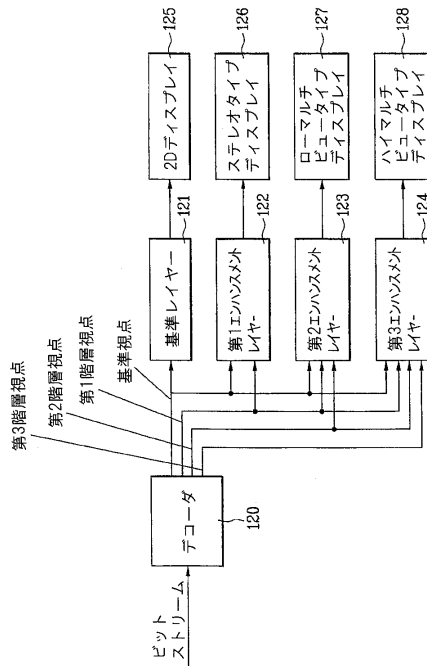 ビット
ストリーム
デコーダ
120
第3階層視点
第2階層視点
第1階層視点
基準視点
基準レイヤー
121
2Dディスプレイ
125
第1エンハンスメント
レイヤー
122
ステレオタイプ
ディスプレイ
126
第2エンハンスメント
レイヤー
123
ローマルチ
ビュータイプ
ディスプレイ
127
第3エンハンスメント
レイヤー
124
ハイマルチ
ビュータイプ
ディスプレイ
128